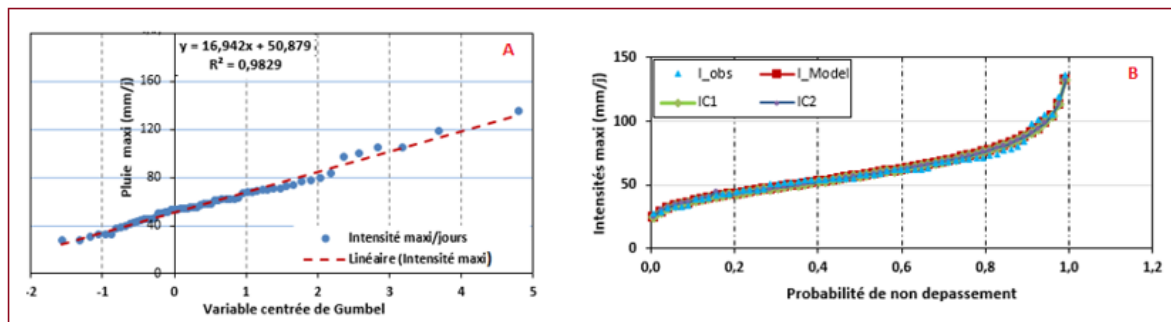 y = 16,942x + 50,879
R² = 0,9829
A
160
120
80
40
0
Pluie maxi (mm/j)
Intensité maxi/jours
Linéaire (Intensité maxi)
-2 -1 0 1 2 3 4 5
Variable centrée de Gumbel
B
150
100
50
0
Intensités maxi (mm/j)
I_obs I_Model
IC1 IC2
0,0 0,2 0,4 0,6 0,8 1,0 1,2
Probabilité de non depassement